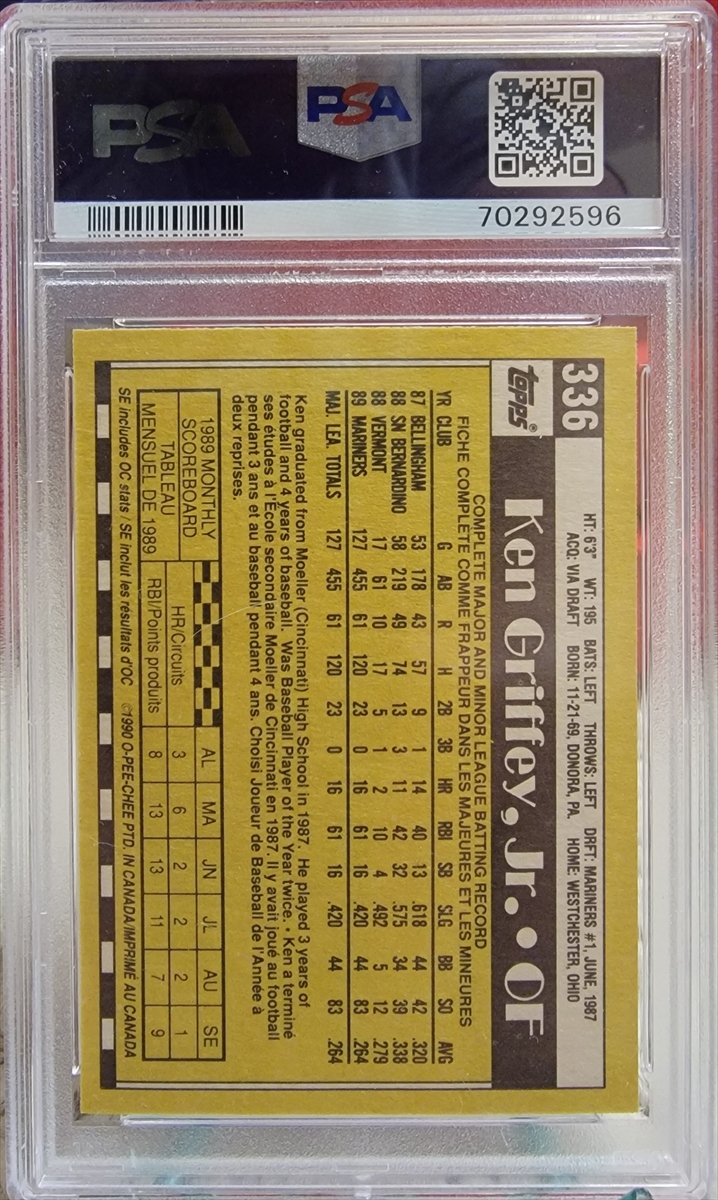 PSA
PSA
70292596
336
HT: 6'3" WT: 195 BATS: LEFT THROWS: LEFT DRFT: MARINERS #1, JUNE, 1987
ACQ: VIA DRAFT BORN: 11-21-69, DONORA, PA. HOME: WESTCHESTER, OHIO
TOPPS®
Ken Griffey, Jr. • OF
COMPLETE MAJOR AND MINOR LEAGUE BATTING RECORD
FICHE COMPLÈTE COMME FRAPPEUR DANS LES MAJEURES ET LES MINEURES
YR CLUB G AB R H 2B 3B HR RBI SB SLG BB SO AVG
87 BELLINGHAM 53 178 43 57 9 1 14 40 13 .618 44 42 .320
88 SN BERNARDINO 58 219 49 74 13 3 11 42 32 .575 34 39 .338
88 VERMONT 17 61 10 17 5 1 2 10 4 .492 5 12 .279
89 MARINERS 127 455 61 120 23 0 16 61 16 .420 44 83 .264
MAJ. LEA. TOTALS 127 455 61 120 23 0 16 61 16 .420 44 83 .264
Ken graduated from Moeller (Cincinnati) High School in 1987. He played 3 years of
football and 4 years of baseball. Was Baseball Player of the Year twice. • Ken a terminé
ses études à l'École secondaire Moeller de Cincinnati en 1987. Il y avait joué au football
pendant 3 ans et au baseball pendant 4 ans. Choisi Joueur de Baseball de l'Année à
deux reprises.
1989 MONTHLY
SCOREBOARD
TABLEAU
MENSUEL DE 1989
AL MA JN JL AU SE
HR/Circuits 3 6 2 2 2 1
RBI/Points produits 8 13 13 11 7 9
SE includes OC stats / SE inclut les résultats d'OC ©1990 O-PEE-CHEE PTD. IN CANADA/IMPRIMÉ AU CANADA